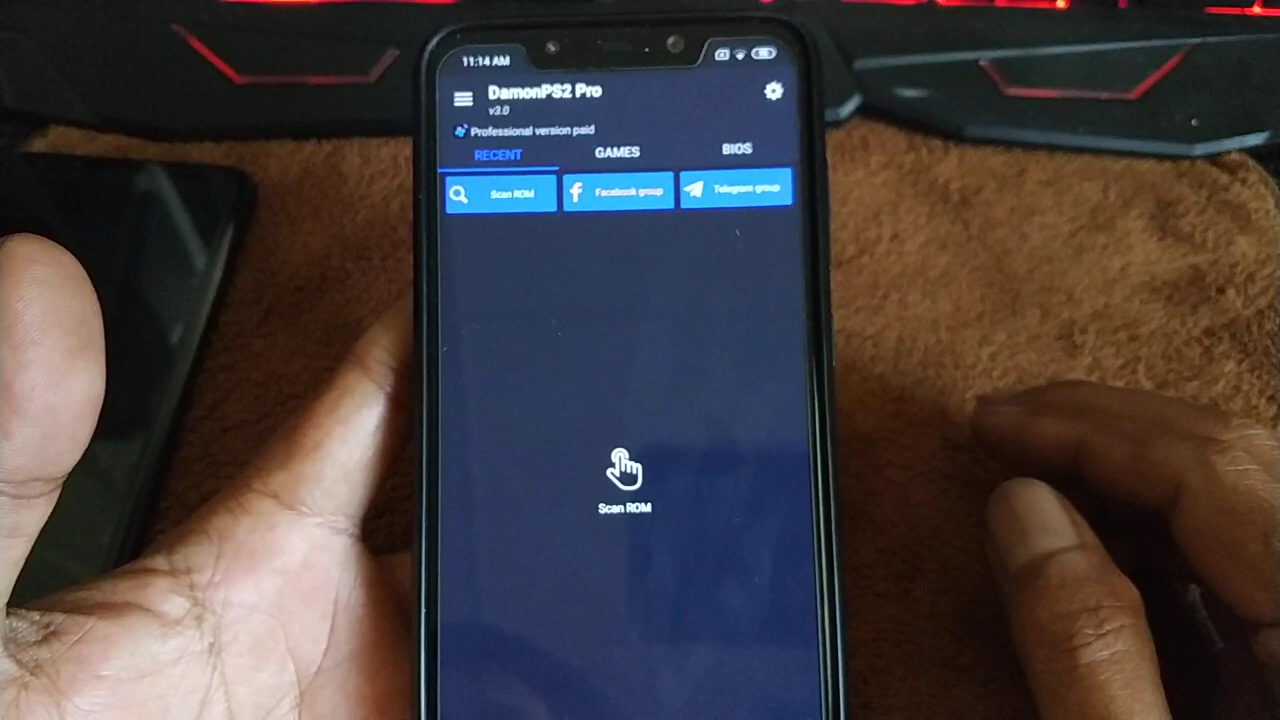 11:14 AM
DamonPS2 Pro
v3.0
Professional version paid
RECENT
GAMES
BIOS
Scan ROM
Facebook group
Telegram group
Scan ROM